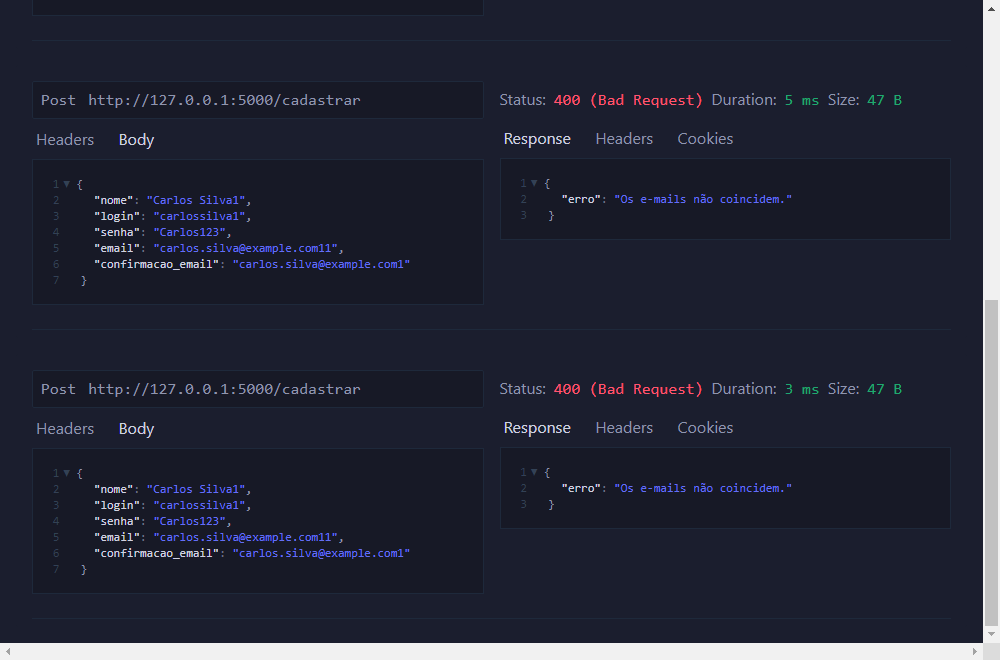 Post http://127.0.0.1:5000/cadastrar
Status: 400 (Bad Request) Duration: 5 ms Size: 47 B
Headers Body
Response Headers Cookies
1 {
2 "nome": "Carlos Silva1",
3 "login": "carlossilva1",
4 "senha": "Carlos123",
5 "email": "carlos.silva@example.com11",
6 "confirmacao_email": "carlos.silva@example.com1"
7 }
1 {
2 "erro": "Os e-mails não coincidem."
3 }
Post http://127.0.0.1:5000/cadastrar
Status: 400 (Bad Request) Duration: 3 ms Size: 47 B
Headers Body
Response Headers Cookies
1 {
2 "nome": "Carlos Silva1",
3 "login": "carlossilva1",
4 "senha": "Carlos123",
5 "email": "carlos.silva@example.com11",
6 "confirmacao_email": "carlos.silva@example.com1"
7 }
1 {
2 "erro": "Os e-mails não coincidem."
3 }